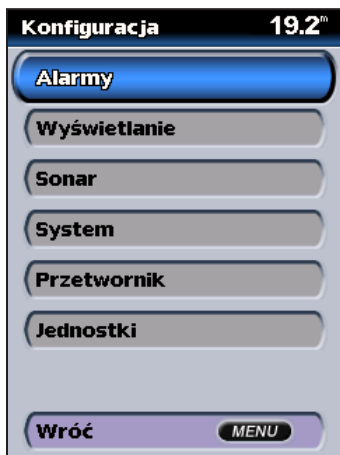 Konfiguracja 19.2m
Alarmy
Wyświetlanie
Sonar
System
Przetwornik
Jednostki
Wróć MENU